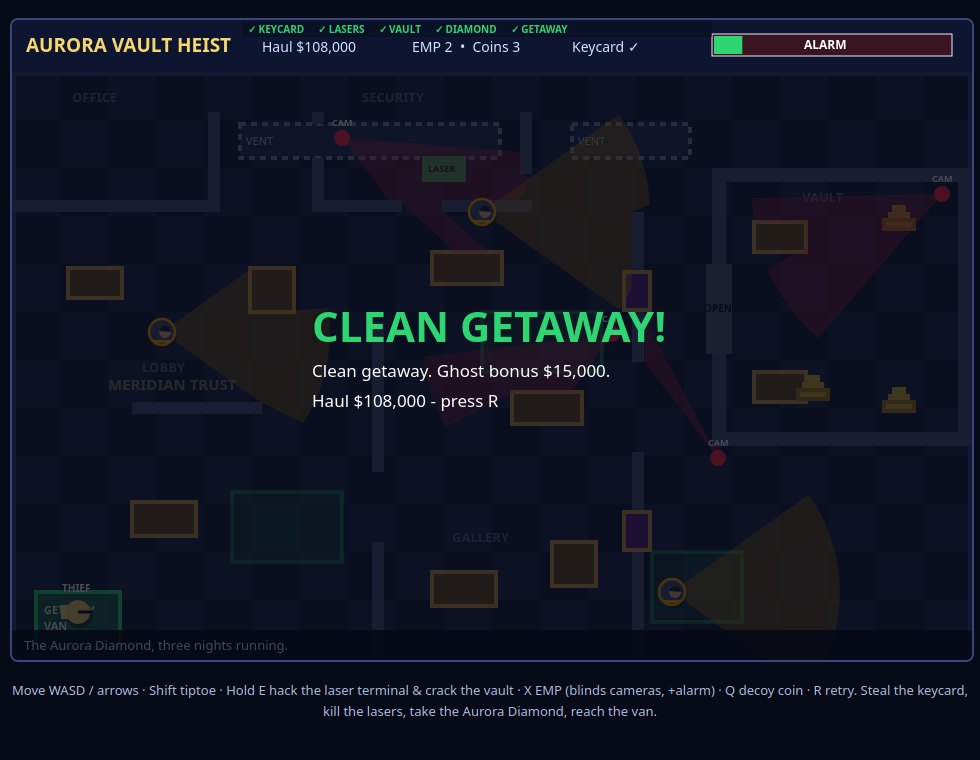 AURORA VAULT HEIST
✓ KEYCARD ✓ LASERS ✓ VAULT ✓ DIAMOND ✓ GETAWAY
Haul $108,000 EMP 2 • Coins 3 Keycard ✓
ALARM
OFFICE
SECURITY
CAM
VENT
VENT
LASER
CAM
VAULT
OPEN
CLEAN GETAWAY!
Clean getaway. Ghost bonus $15,000.
Haul $108,000 - press R
LOBBY
MERIDIAN TRUST
CAM
GALLERY
THIEF
VAN
The Aurora Diamond, three nights running.
Move WASD / arrows · Shift tiptoe · Hold E hack the laser terminal & crack the vault · X EMP (blinds cameras, +alarm) · Q decoy coin · R retry. Steal the keycard,
kill the lasers, take the Aurora Diamond, reach the van.